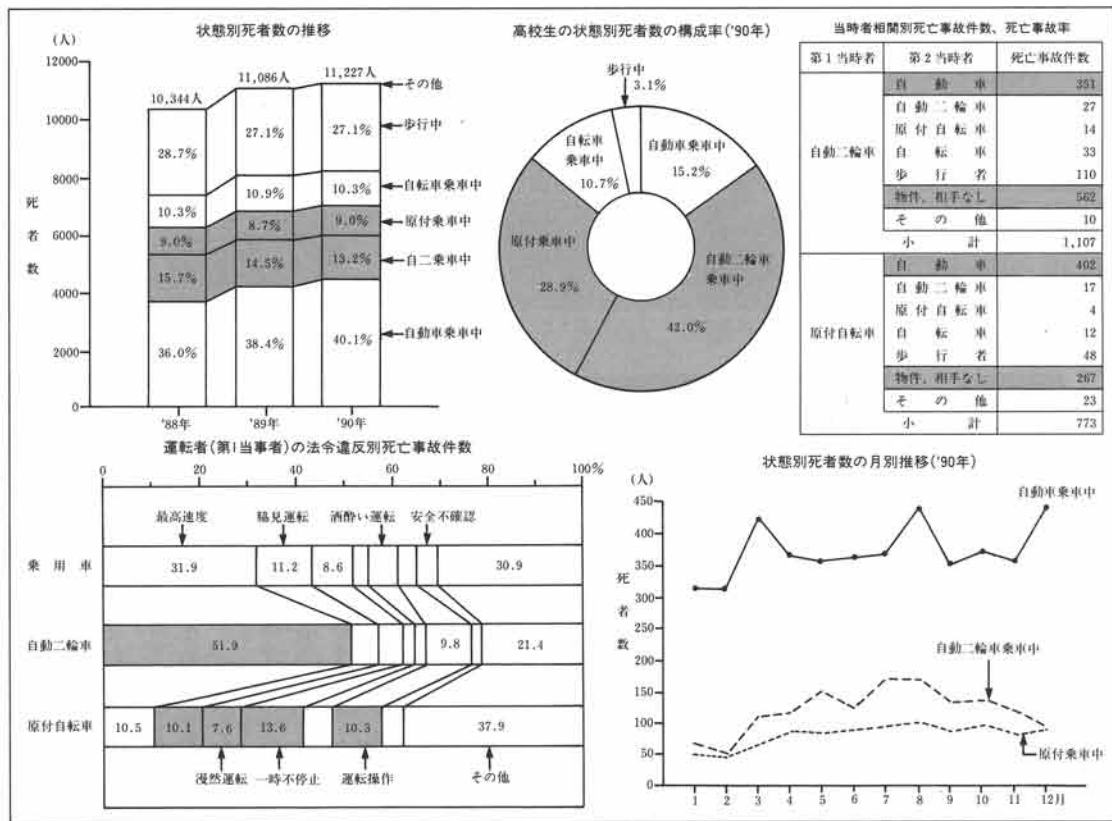 状態別死者数の推移
(人)
12000
10000
8000
6000
4000
2000
0
死者数
10,344人
11,086人
11,227人
28.7%
10.3%
9.0%
15.7%
36.0%
27.1%
10.9%
8.7%
14.5%
38.4%
27.1%
10.3%
9.0%
13.2%
40.1%
その他
歩行中
自転車乗車中
原付乗車中
自二乗車中
自動車乗車中
'88年
'89年
'90年
高校生の状態別死者数の構成率('90年)
歩行中
3.1%
自動車乗車中
15.2%
自転車
乗車中
10.7%
原付乗車中
28.9%
自動二輪車
乗車中
42.0%
当時者相関別死亡事故件数、死亡事故率
第1当時者 第2当時者 死亡事故件数
自動二輪車
自動車 351
自動二輪車 27
原付自転車 14
自転車 33
歩行者 110
物件、相手なし 562
その他 10
小計 1,107
原付自転車
自動車 402
自動二輪車 17
原付自転車 4
自転車 12
歩行者 48
物件、相手なし 267
その他 23
小計 773
運転者(第1当事者)の法令違反別死亡事故件数
0 20 40 60 80 100%
最高速度 脇見運転 酒酔い運転 安全不確認
乗用車 31.9 11.2 8.6 30.9
自動二輪車 51.9 9.8 21.4
原付自転車 10.5 10.1 7.6 13.6 10.3 37.9
漫然運転 一時不停止 運転操作 その他
状態別死者数の月別推移('90年)
(人)
450
400
350
300
250
200
150
100
50
0
死者数
自動車乗車中
自動二輪車乗車中
原付乗車中
1 2 3 4 5 6 7 8 9 10 11 12月